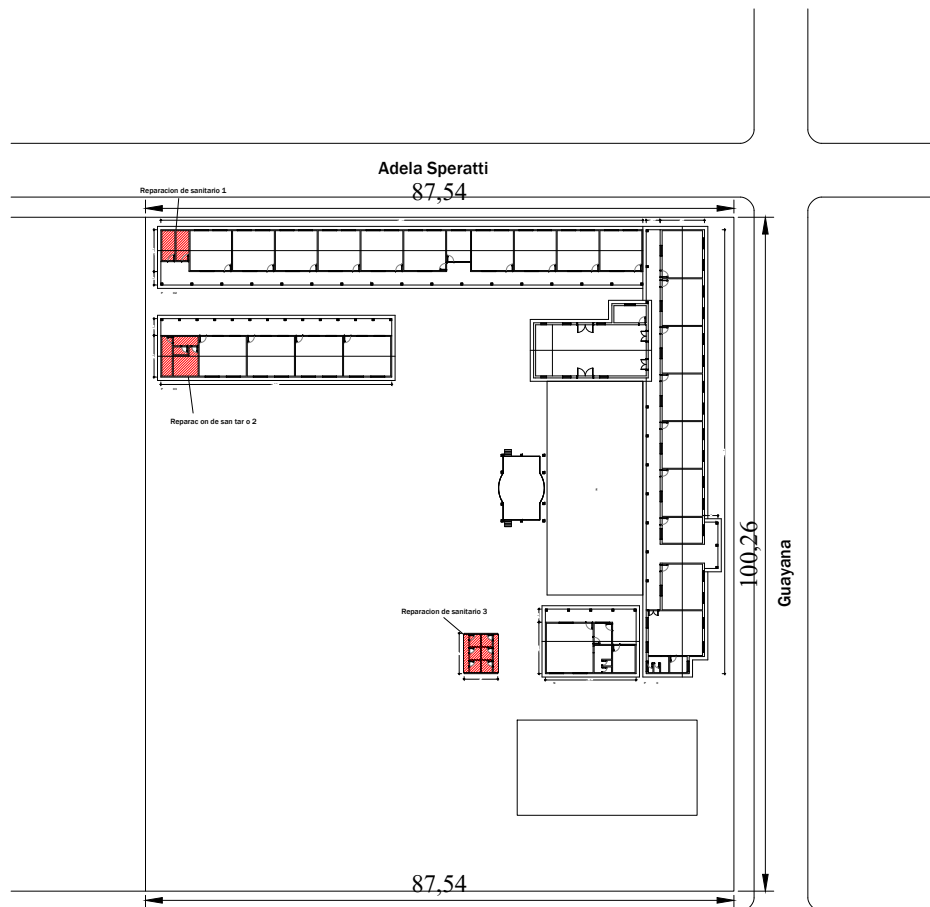 Adela Speratti
87,54
Reparacion de sanitario 1
Reparac on de san tar o 2
100,26
Guayana
Reparacion de sanitario 3
87,54